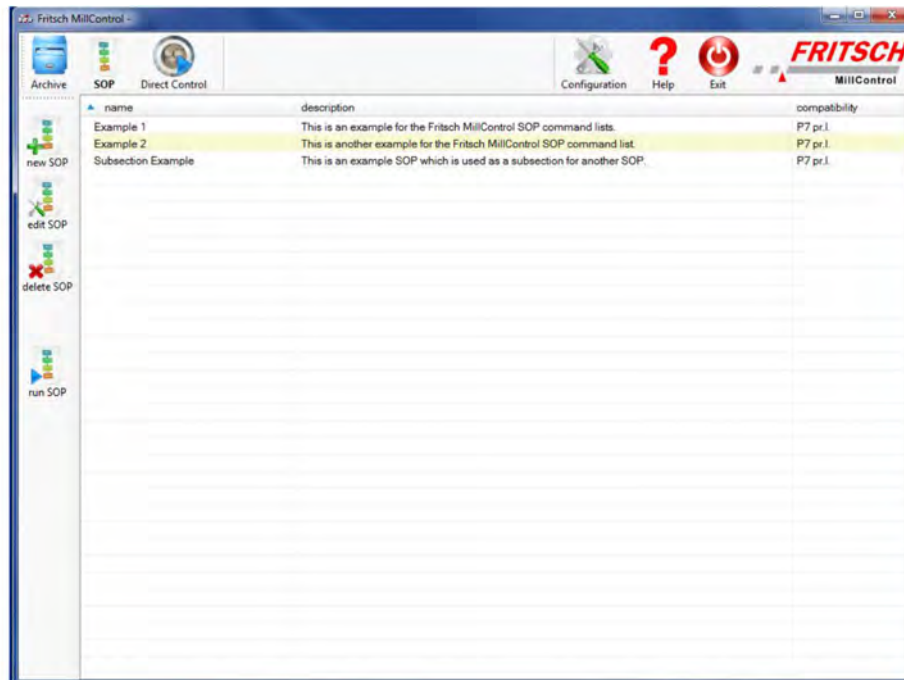 Fritsch MillControl -
Archive
SOP
Direct Control
Configuration
Help
Exit
FRITSCH
MillControl
name description compatibility
Example 1 This is an example for the Fritsch MillControl SOP command lists. P7 pr.l.
Example 2 This is another example for the Fritsch MillControl SOP command list. P7 pr.l.
Subsection Example This is an example SOP which is used as a subsection for another SOP. P7 pr.l.
new SOP
edit SOP
delete SOP
run SOP